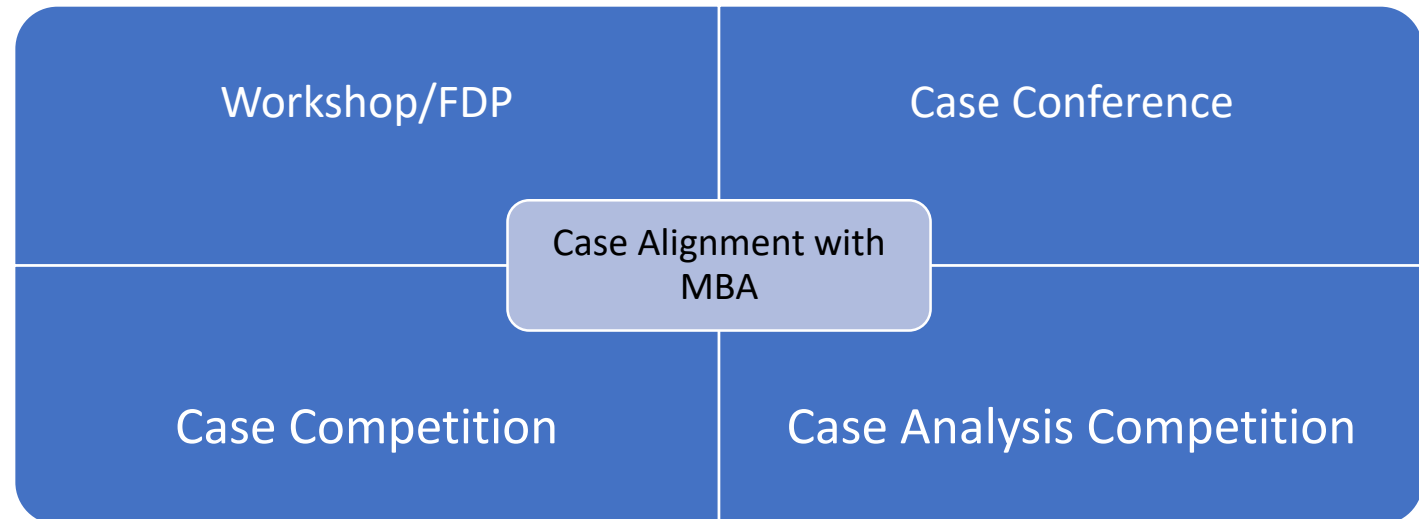 Workshop/FDP
Case Conference
Case Alignment with
MBA
Case Competition
Case Analysis Competition